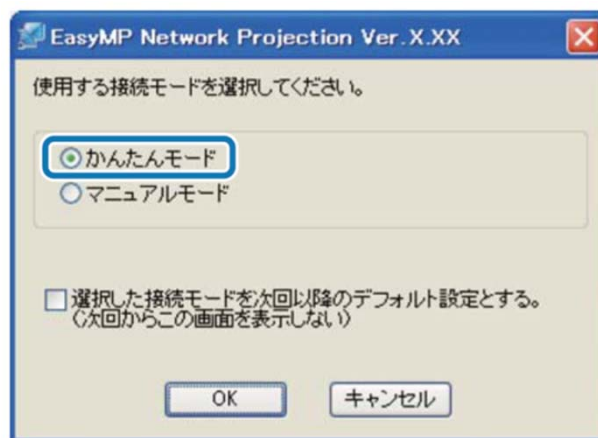 EasyMP Network Projection Ver.X.XX
使用する接続モードを選択してください。
かんたんモード
マニュアルモード
選択した接続モードを次回以降のデフォルト設定とする。
(次回からこの画面を表示しない)
OK
キャンセル